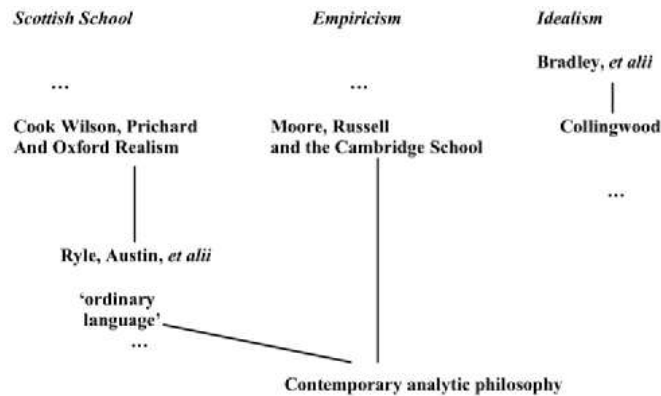 Scottish School
Empiricism
Idealism
Bradley, et alii
…
…
Cook Wilson, Prichard
And Oxford Realism
Moore, Russell
and the Cambridge School
Collingwood
…
Ryle, Austin, et alii
‘ordinary
language’
…
Contemporary analytic philosophy